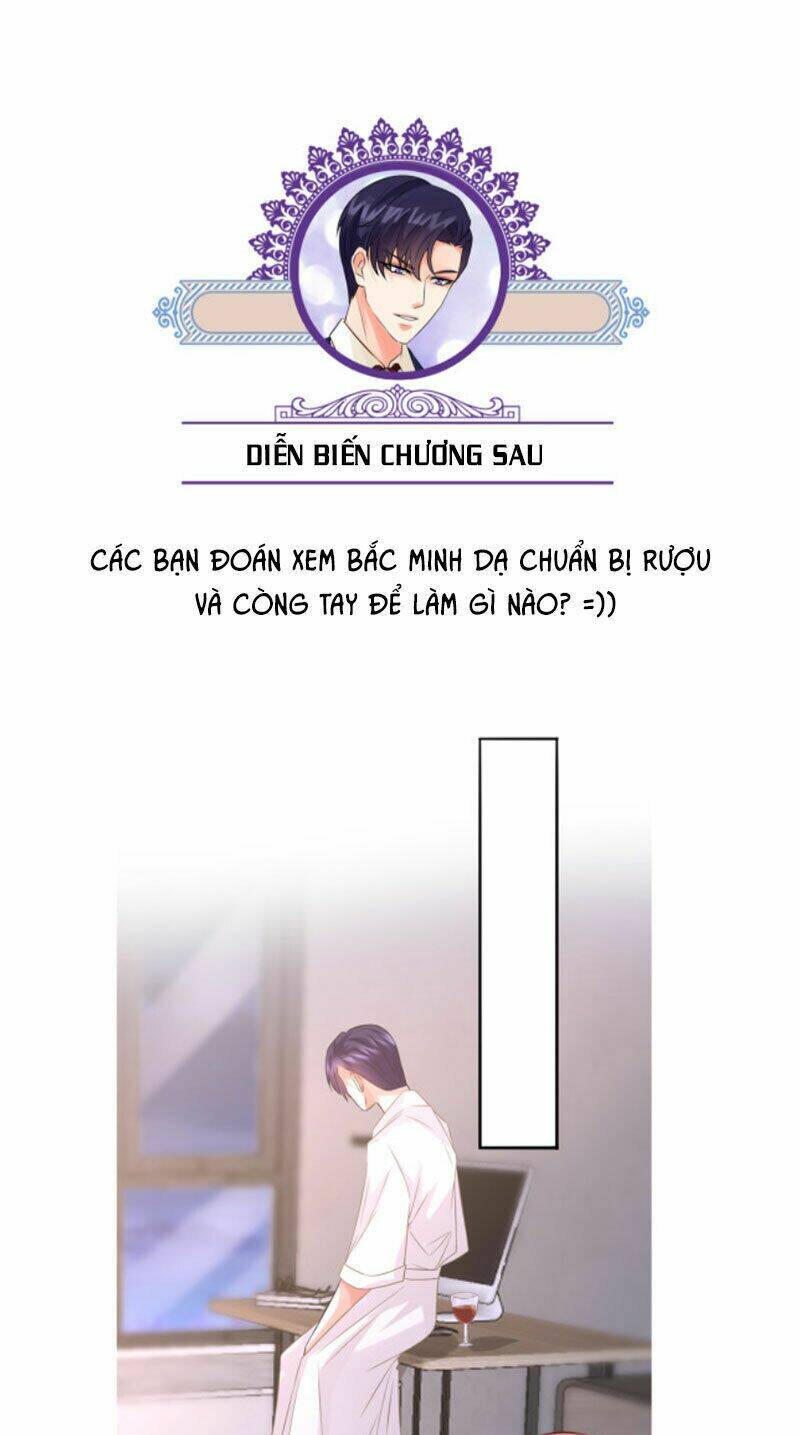 DIỄN BIẾN CHƯƠNG SAU
CÁC BẠN ĐOÁN XEM BẮC MINH DẠ CHUẨN BỊ RƯỢU
VÀ CÒNG TAY ĐỂ LÀM GÌ NÀO? =))